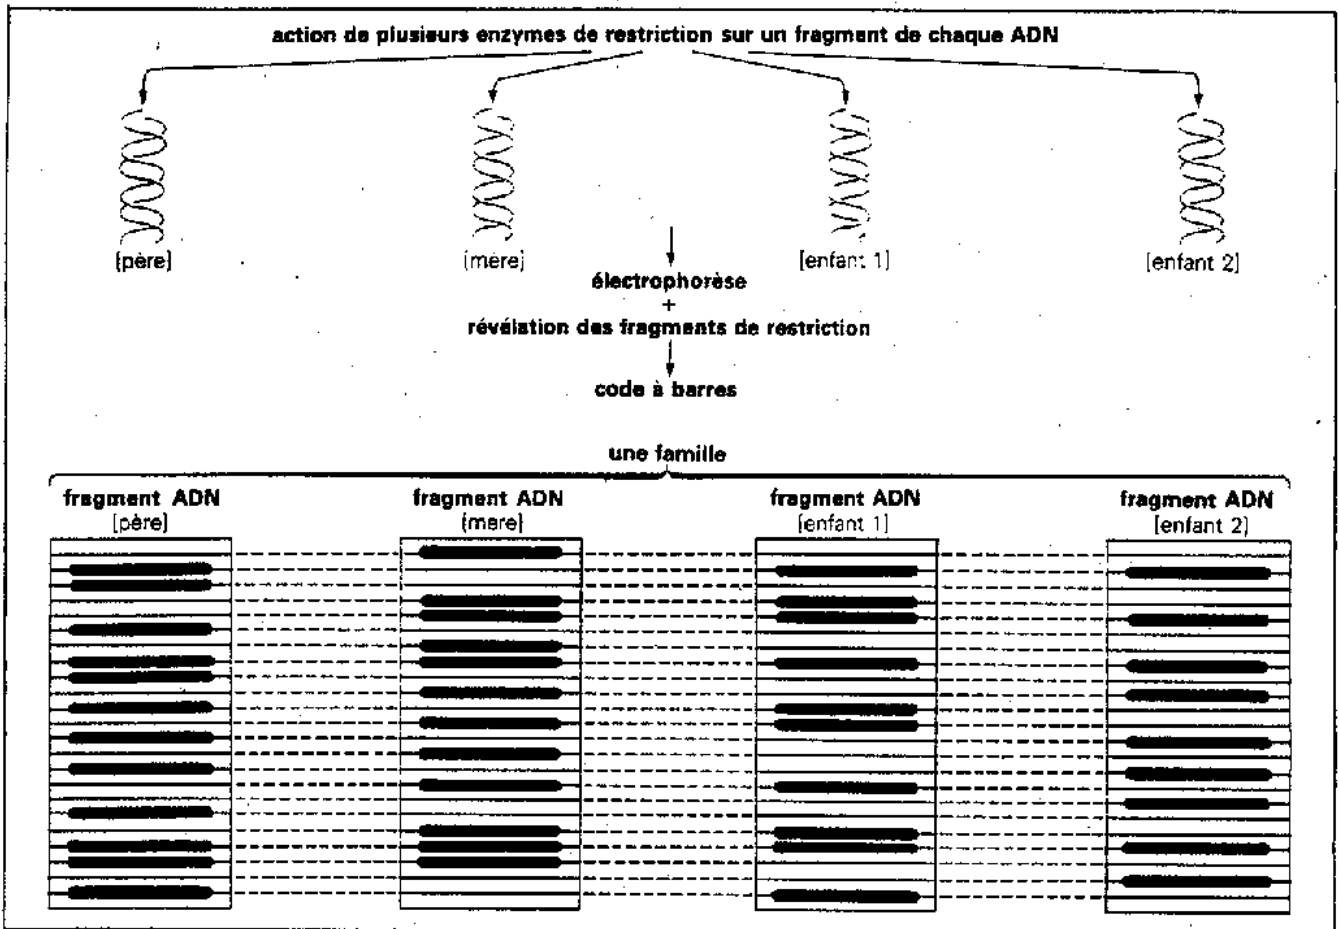 action de plusieurs enzymes de restriction sur un fragment de chaque ADN
[père]
[mère]
[enfant 1]
[enfant 2]
électrophorèse
+
révélation des fragments de restriction
code à barres
une famille
fragment ADN
[père]
fragment ADN
[mere]
fragment ADN
[enfant 1]
fragment ADN
[enfant 2]